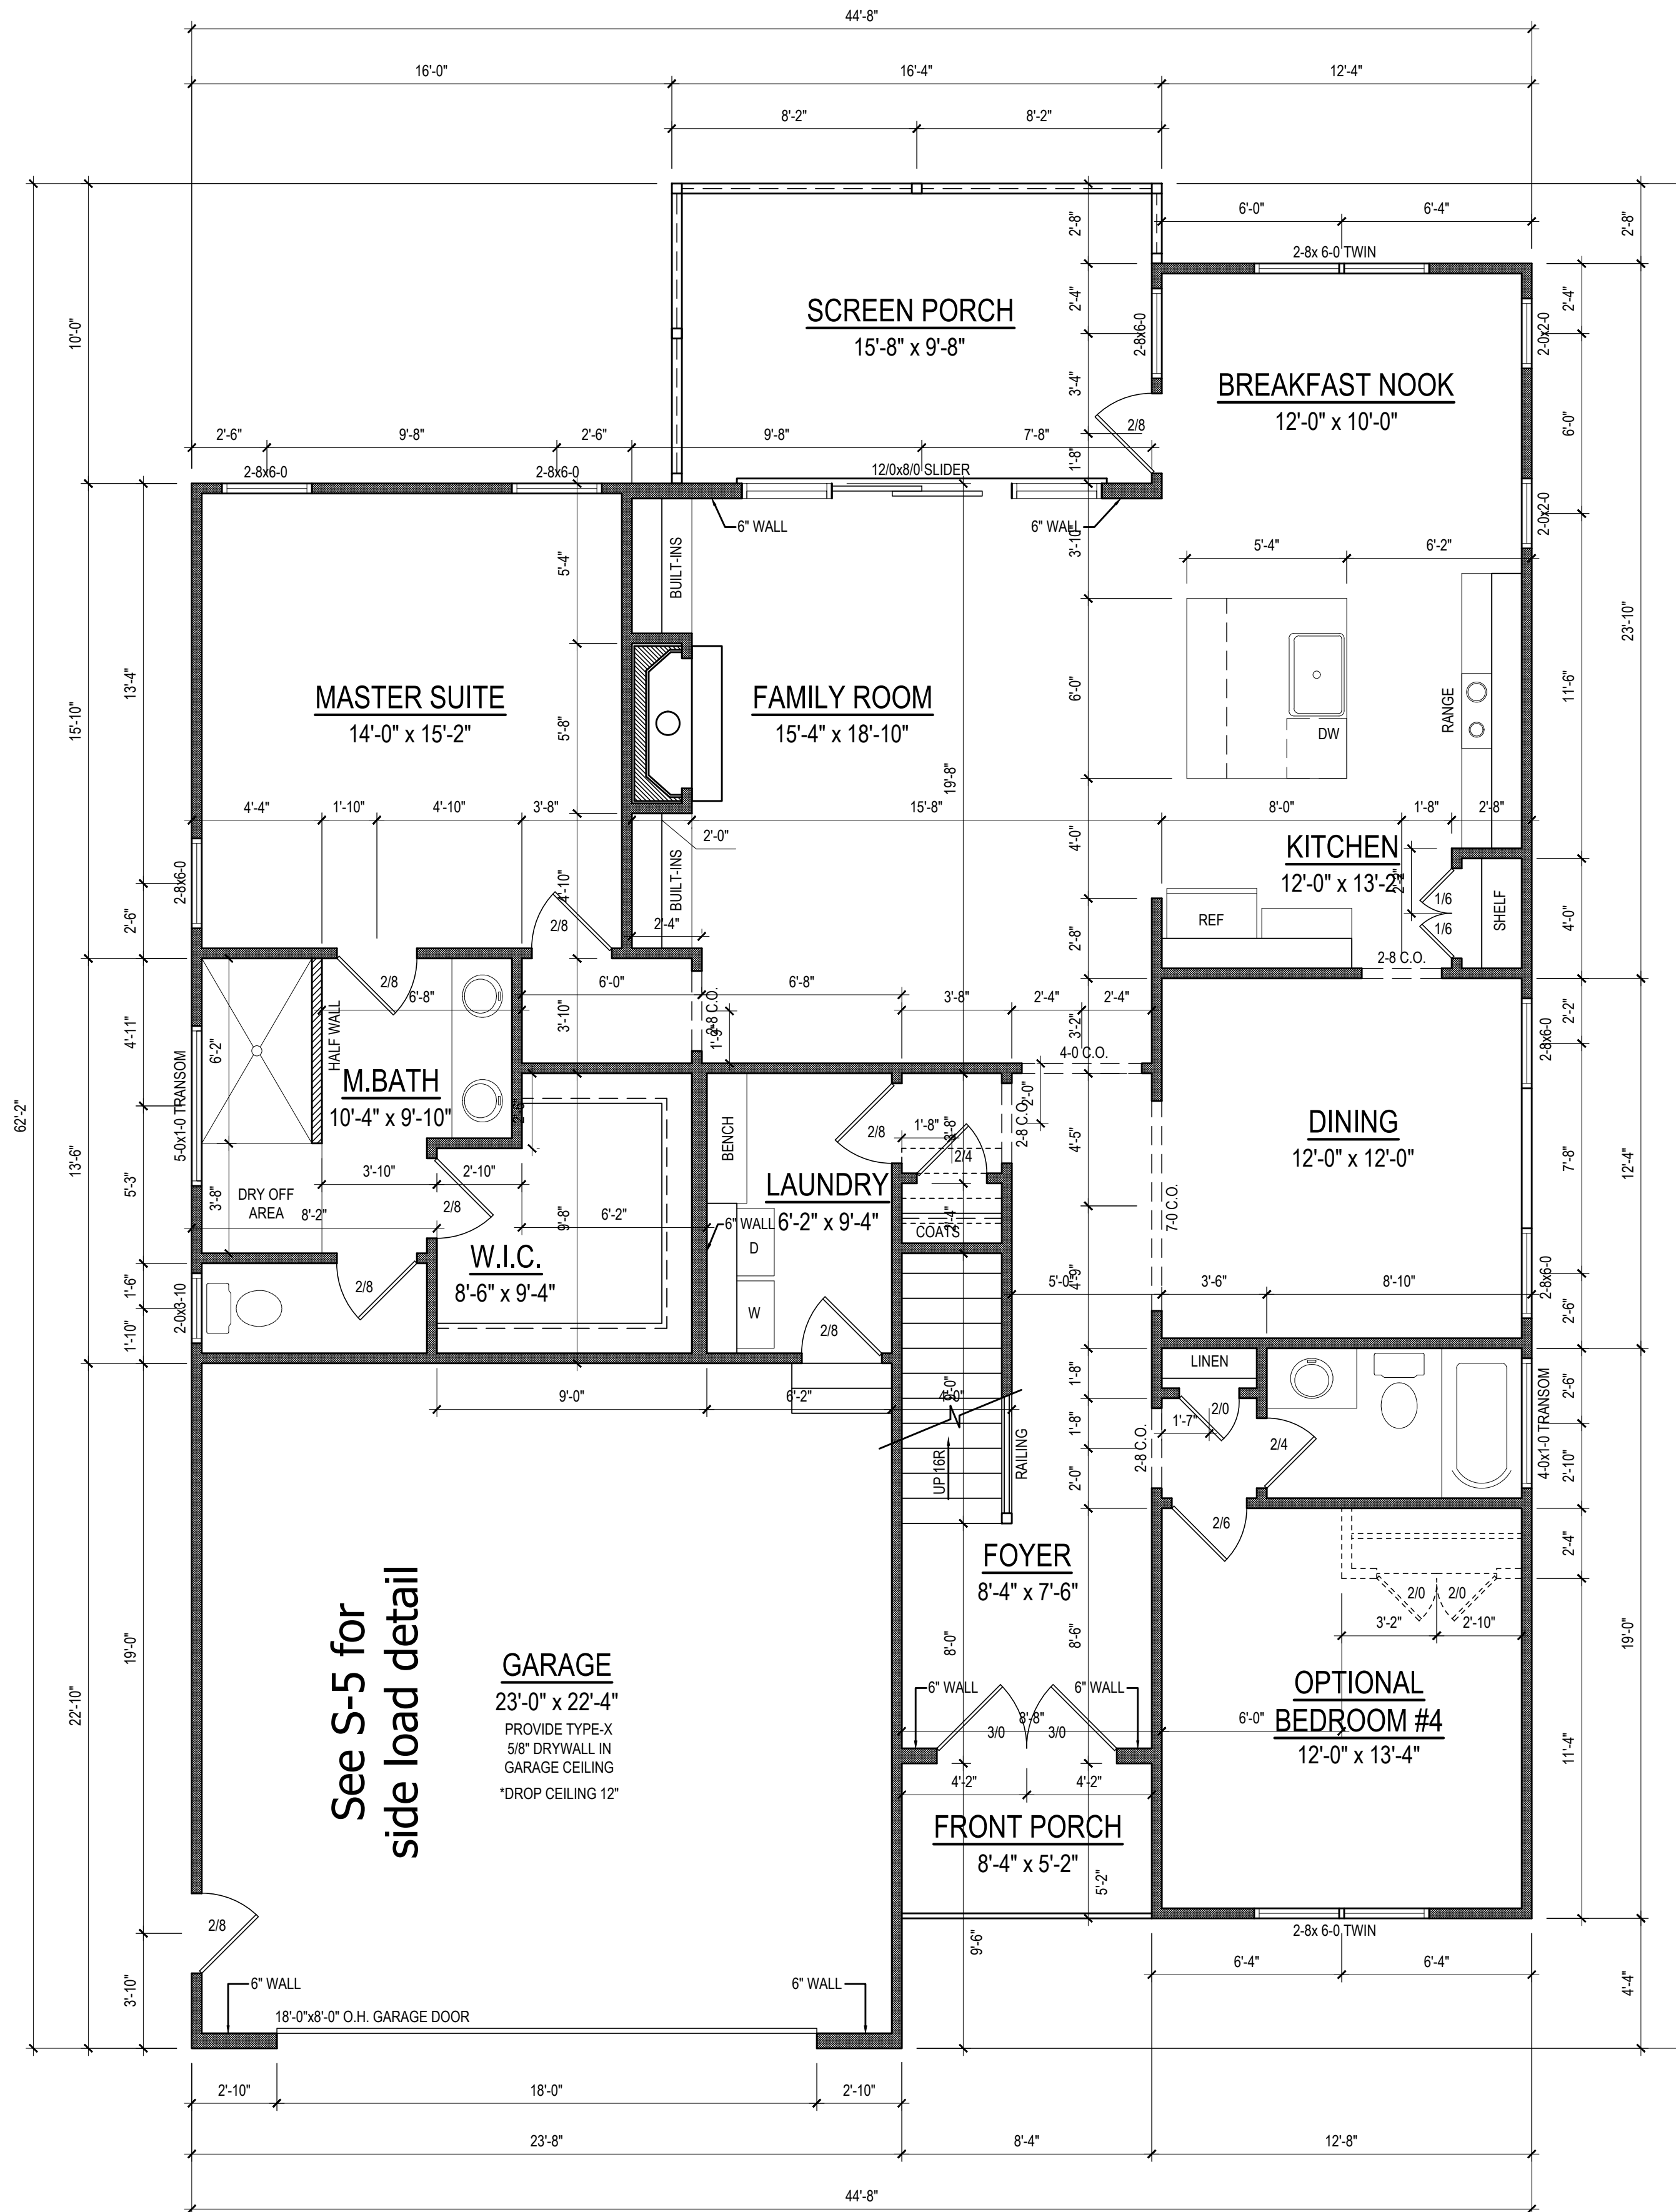 44'-8"
16'-0" 16'-4" 12'-4"
8'-2" 8'-2"
6'-0" 6'-4"
2'-8" 2'-8"
2-8x 6-0 TWIN
SCREEN PORCH
15'-8" x 9'-8"
10'-0"
2'-4" 2-8x6-0 2'-4" 2-0x2-0
3'-4"
BREAKFAST NOOK
12'-0" x 10'-0"
2/8
6'-0"
2'-6" 9'-8" 2'-6" 9'-8" 7'-8"
1'-8"
2-8x6-0 2-8x6-0 12/0x8/0 SLIDER
6" WALL 6" WALL
3'-10"
2-0x2-0
5'-4" 6'-2"
5'-4"
BUILT-INS
23'-10"
MASTER SUITE
14'-0" x 15'-2"
FAMILY ROOM
15'-4" x 18'-10"
13'-4"
15'-10"
5'-8"
6'-0"
11'-6"
RANGE
DW
19'-8"
4'-4" 1'-10" 4'-10" 3'-8" 15'-8" 8'-0" 1'-8" 2'-8"
2'-0"
4'-0"
KITCHEN
12'-0" x 13'-2"
2-8x6-0
2'-6"
BUILT-INS
4'-10"
2/8
2'-4"
2'-2"
1/6
1/6
SHELF
4'-0"
REF
2'-8"
2-8 C.O.
2/8
6'-8" 6'-0" 6'-8" 3'-8" 2'-4" 2'-4"
2-8 C.O.
1'-9"
3'-10"
3'-2"
4-0 C.O.
2'-2"
2-8x6-0
4'-11"
6'-2"
HALF WALL
5-0x1-0 TRANSOM
M.BATH
10'-4" x 9'-10"
2'-6"
62'-2"
13'-6"
BENCH
2/8
1'-8"
3'-8"
2/4
2-8 C.O.
2'-0"
4'-5"
DINING
12'-0" x 12'-0"
7'-8"
12'-4"
5'-3"
3'-10" 2'-10"
3'-8"
DRY OFF
AREA
8'-2"
2/8
6'-2"
9'-8"
LAUNDRY
6'-2" x 9'-4"
6" WALL
D
2'-4"
COATS
7-0 C.O.
W.I.C.
8'-6" x 9'-4"
2/8
W
2/8
5'-0"
4'-9"
3'-6" 8'-10"
2-8x6-0
2'-6"
1'-6"
2-0x3-10
1'-10"
9'-0" 6'-2" 4'-0"
9'-0"
LINEN
1'-8"
2'-6"
4-0x1-0 TRANSOM
1'-7"
2/0
2/4
1'-8"
2-8 C.O.
2'-10"
UP 16R
RAILING
2'-0"
2/6
FOYER
8'-4" x 7'-6"
2'-4"
2/0 2/0
3'-2" 2'-10"
See S-5 for
side load detail
19'-0"
22'-10"
GARAGE
23'-0" x 22'-4"
PROVIDE TYPE-X
5/8" DRYWALL IN
GARAGE CEILING
*DROP CEILING 12"
8'-0"
8'-6"
19'-0"
6" WALL 6" WALL
3/0 8'-8" 3/0
6'-0"
OPTIONAL
BEDROOM #4
12'-0" x 13'-4"
11'-4"
4'-2" 4'-2"
FRONT PORCH
8'-4" x 5'-2"
5'-2"
2/8
9'-6"
2-8x 6-0 TWIN
6'-4" 6'-4"
3'-10"
4'-4"
6" WALL 6" WALL
18'-0"x8'-0" O.H. GARAGE DOOR
2'-10" 18'-0" 2'-10"
23'-8" 8'-4" 12'-8"
44'-8"